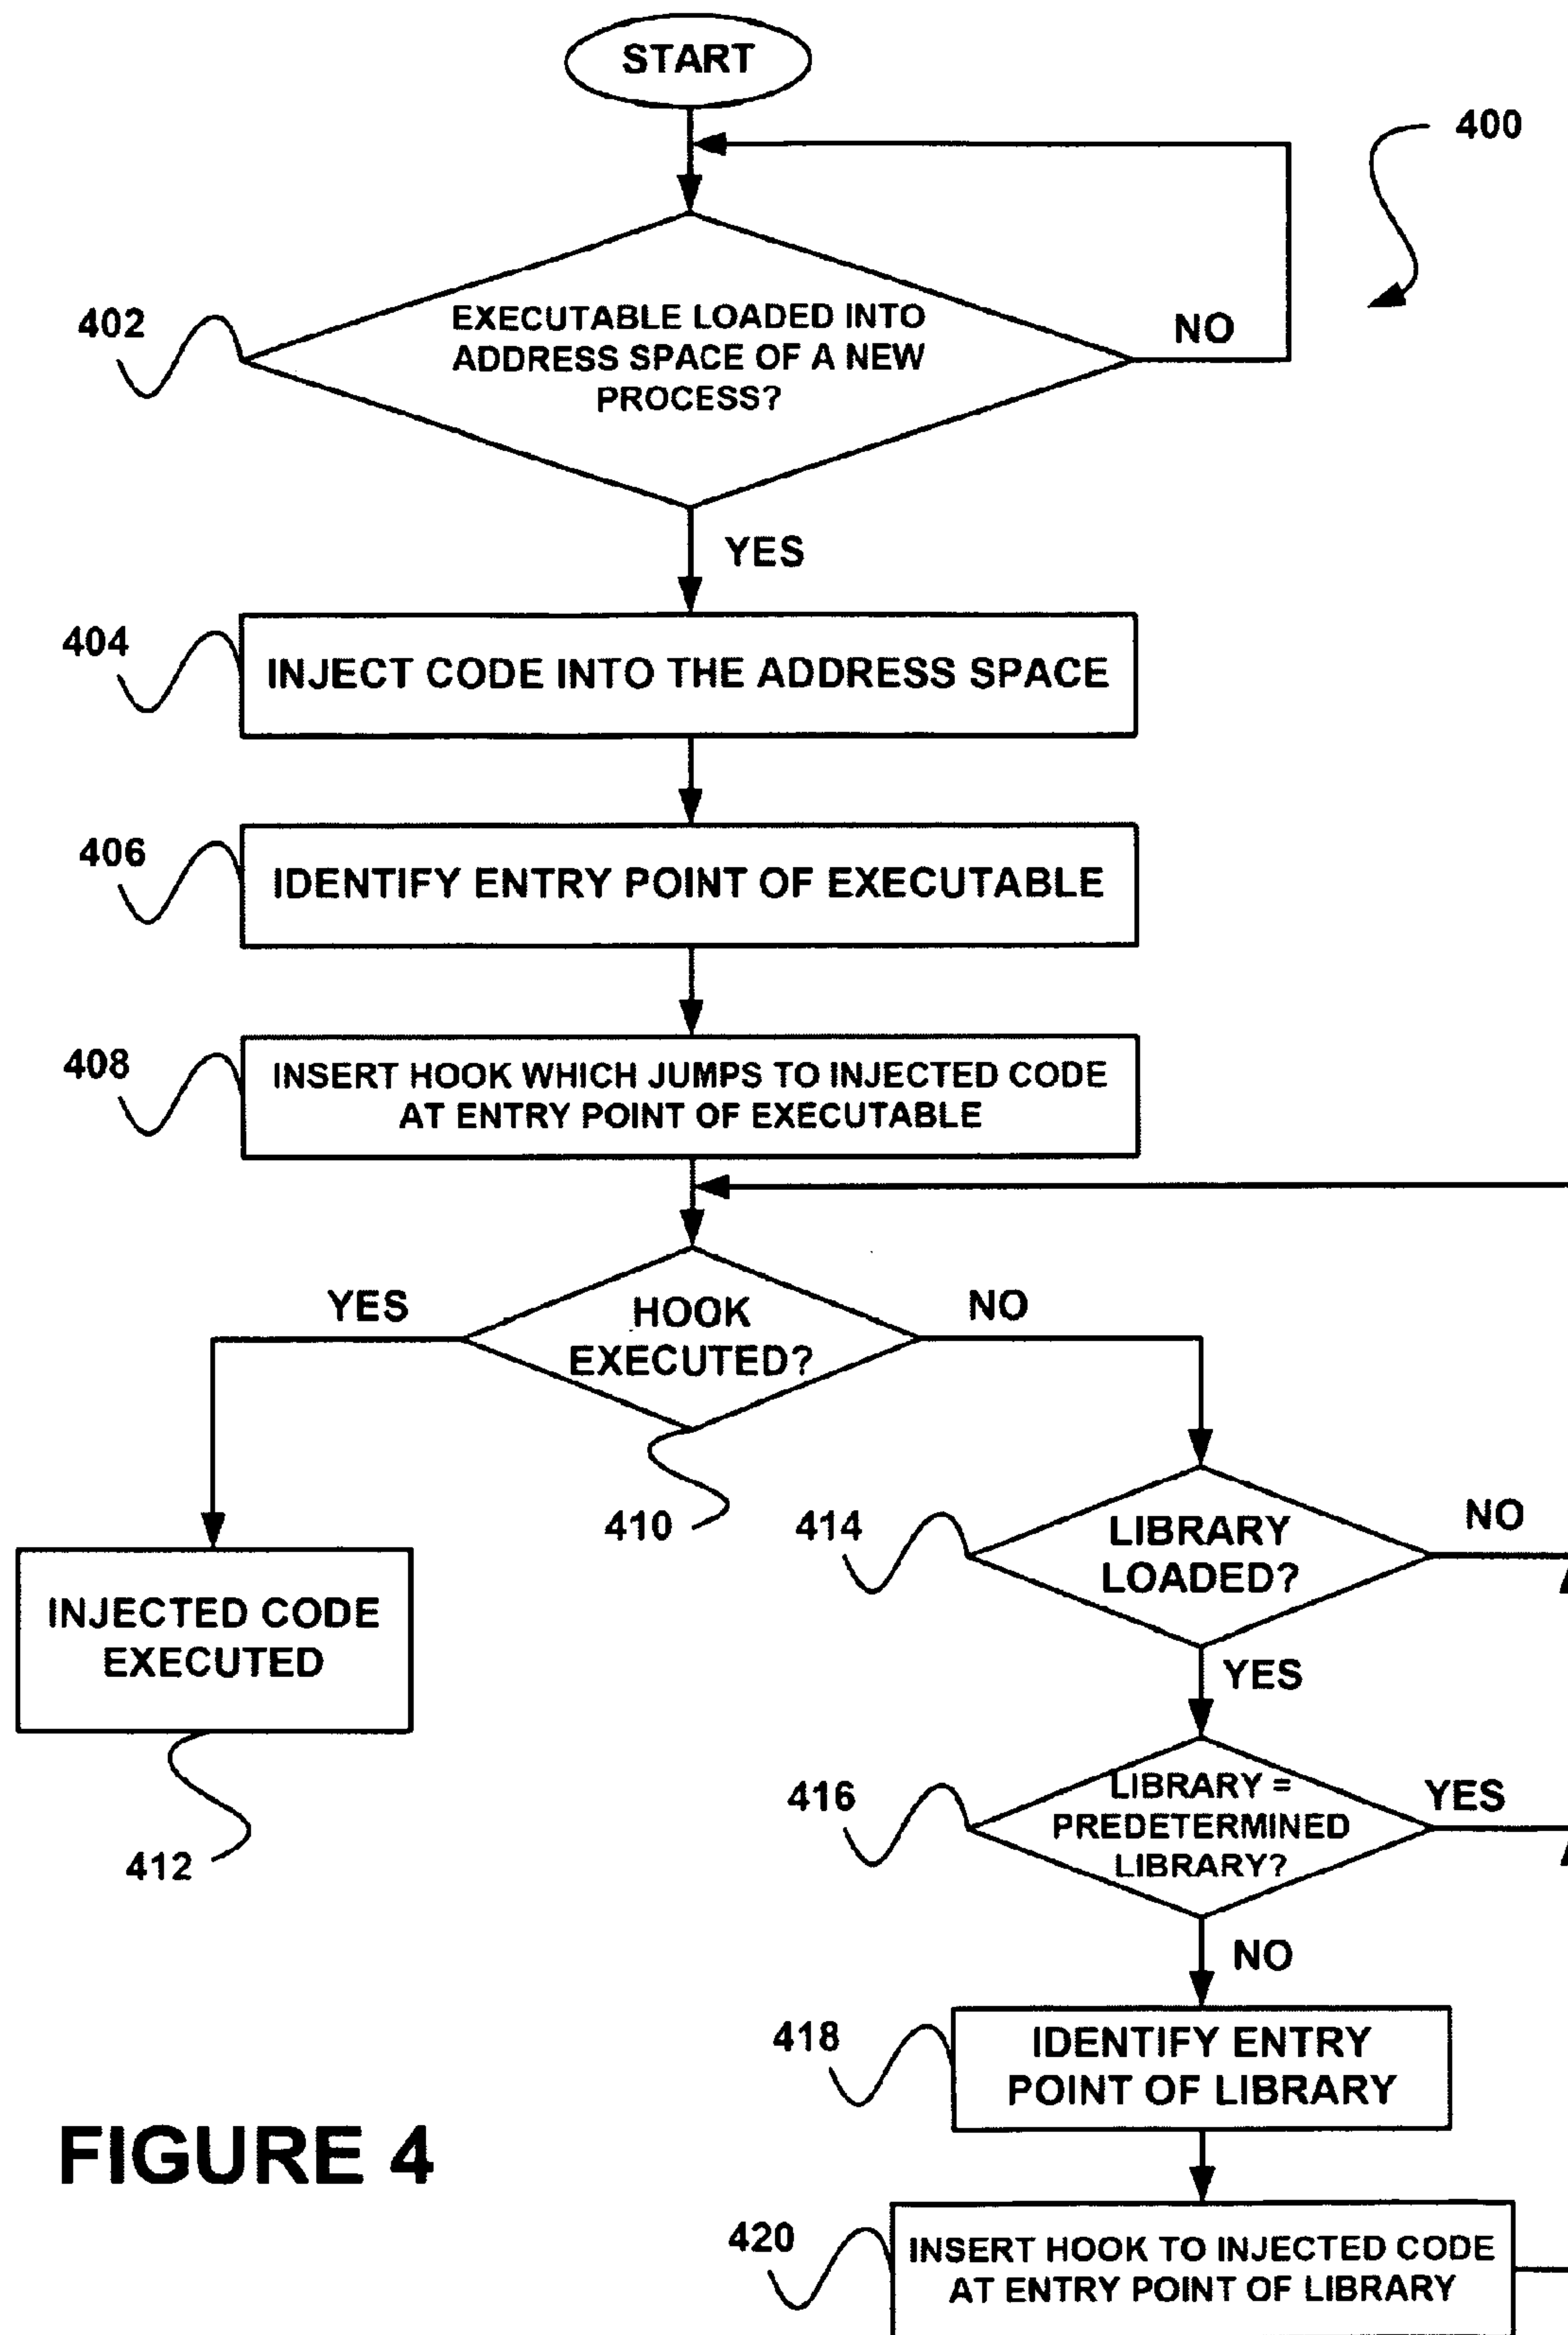 START
400
402
EXECUTABLE LOADED INTO
ADDRESS SPACE OF A NEW
PROCESS?
NO
YES
404
INJECT CODE INTO THE ADDRESS SPACE
406
IDENTIFY ENTRY POINT OF EXECUTABLE
408
INSERT HOOK WHICH JUMPS TO INJECTED CODE
AT ENTRY POINT OF EXECUTABLE
YES
HOOK
EXECUTED?
NO
410
INJECTED CODE
EXECUTED
412
414
LIBRARY
LOADED?
NO
YES
416
LIBRARY =
PREDETERMINED
LIBRARY?
YES
NO
418
IDENTIFY ENTRY
POINT OF LIBRARY
420
INSERT HOOK TO INJECTED CODE
AT ENTRY POINT OF LIBRARY
FIGURE 4